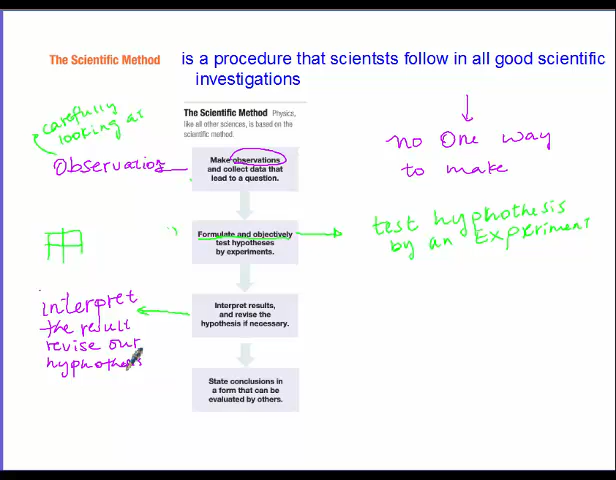 The Scientific Method is a procedure that scientsts follow in all good scientific
investigations
The Scientific Method Physics,
like all other sciences, is based on the
scientific method.
carefully
looking at
Observation
no One way
to make
Make observations
and collect data that
lead to a question.
Formulate and objectively
test hypotheses
by experiments.
test hyphothesis
by an Experiment
Interpret results,
and revise the
hypothesis if necessary.
interpret
the result
revise our
hyphothesis
State conclusions in
a form that can be
evaluated by others.